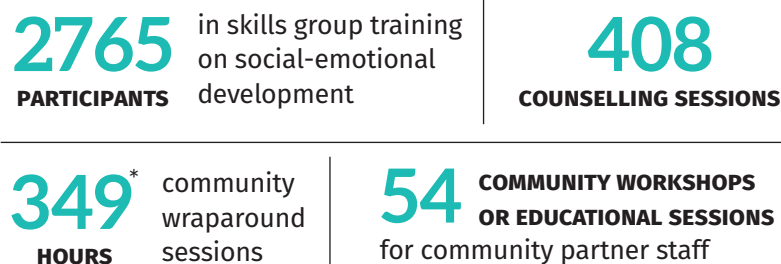 2765
PARTICIPANTS
in skills group training
on social-emotional
development
408
COUNSELLING SESSIONS
349*
HOURS
community
wraparound
sessions
54 COMMUNITY WORKSHOPS
OR EDUCATIONAL SESSIONS
for community partner staff